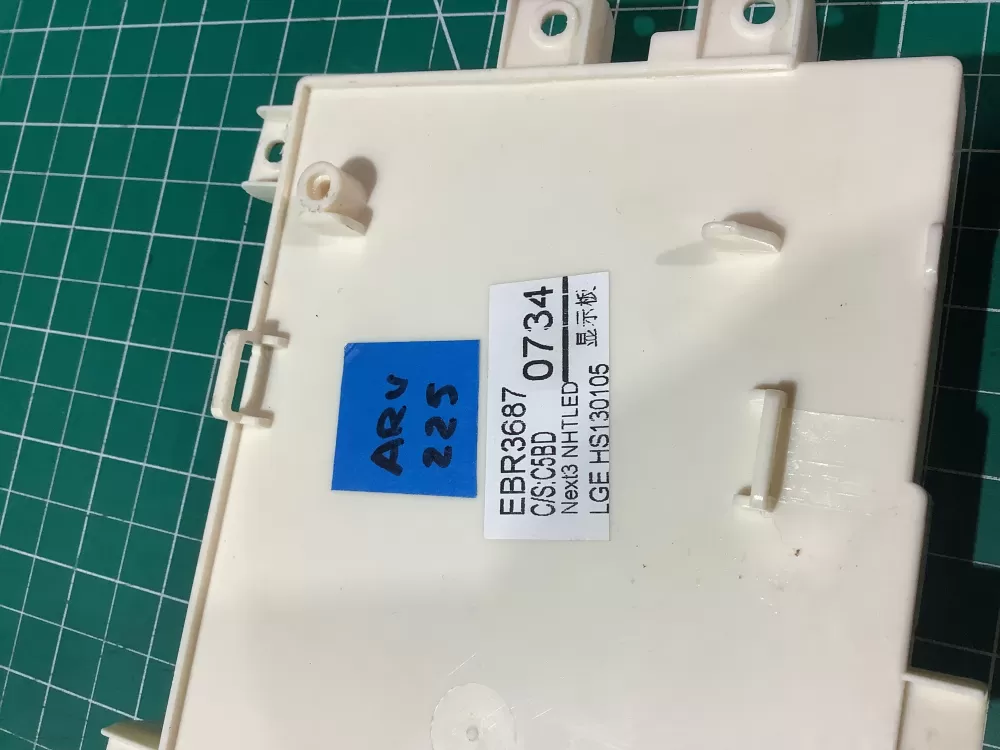 ARV
225
EBR3687
0734
C/S:C5BD
Next3 NHTLED
LGE HS130105
显示板